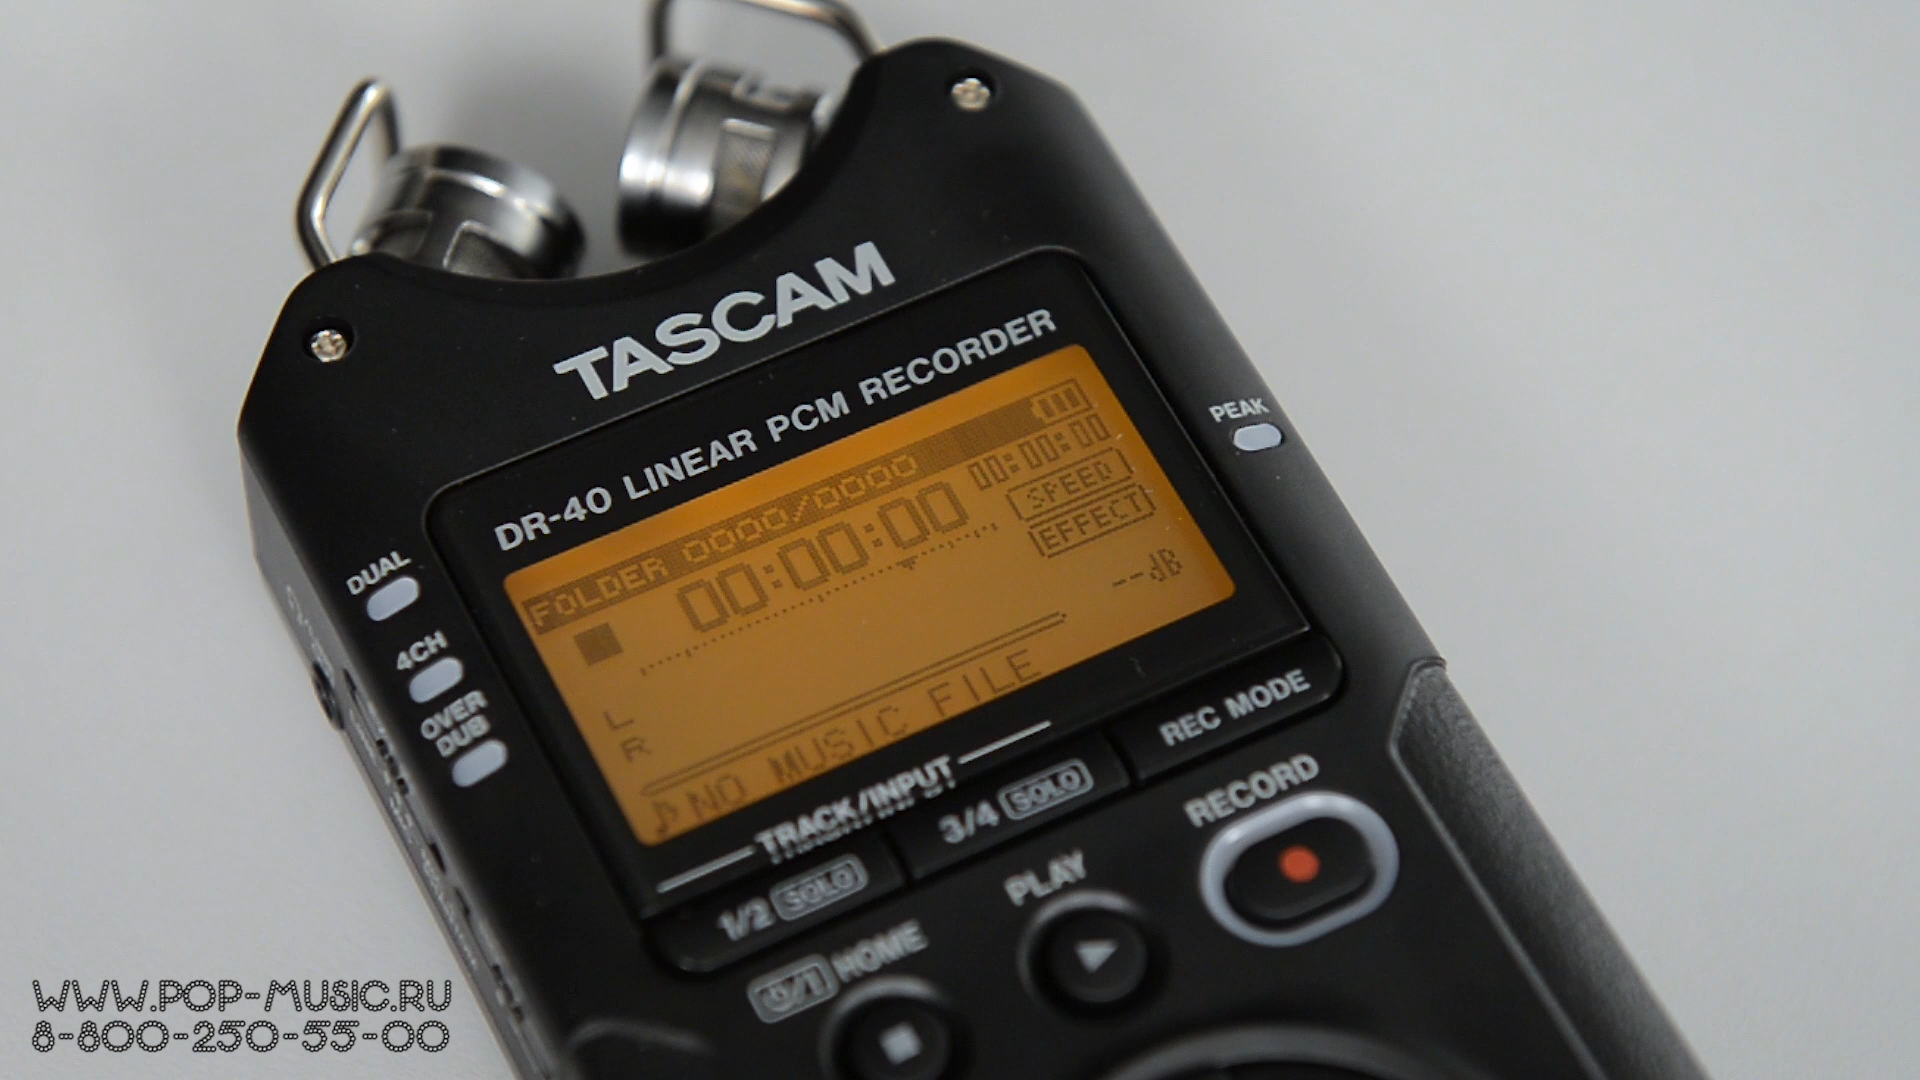 TASCAM
DR-40 LINEAR PCM RECORDER
PEAK
FOLDER 0000/0000
00:00:00
00:00:00
SPEED
EFFECT
--dB
L
R
♪NO MUSIC FILE
DUAL
4CH
OVER
DUB
TRACK/INPUT
1/2 SOLO
3/4 SOLO
REC MODE
RECORD
PLAY
HOME
WWW.POP-MUSIC.RU
8-800-250-55-00